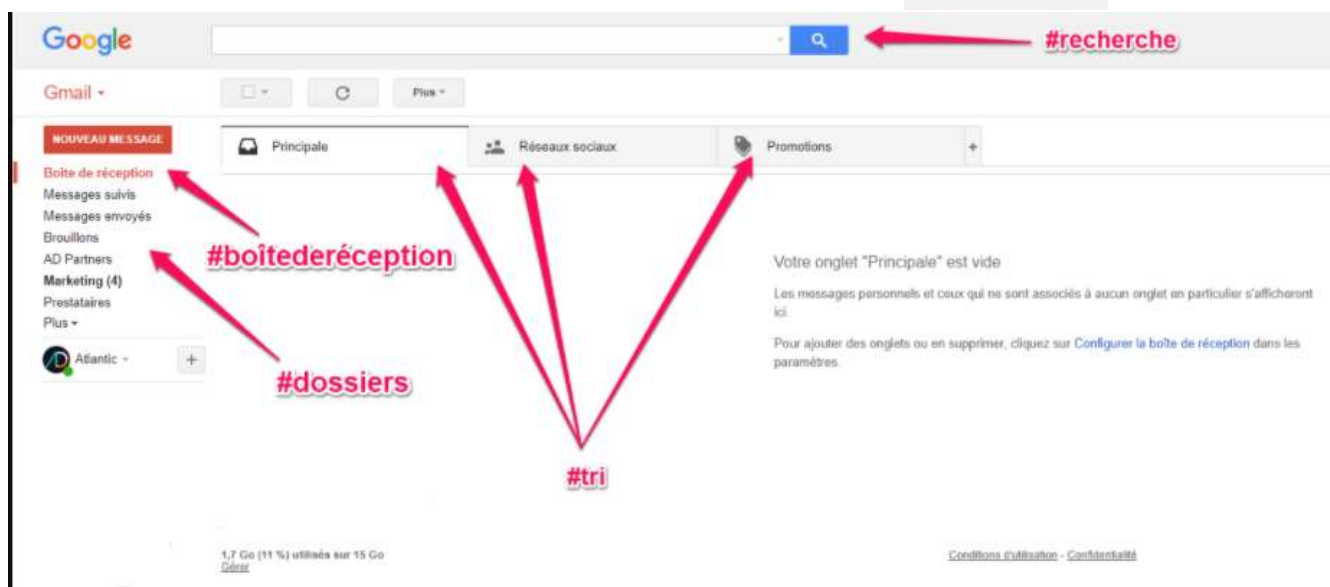 Google
#recherche
Gmail
Plus
NOUVEAU MESSAGE
Principale
Réseaux sociaux
Promotions
+
Boîte de réception
Messages suivis
Messages envoyés
Brouillons
AD Partners
Marketing (4)
Prestataires
Plus
Atlantic
+
#boîtederéception
#dossiers
#tri
Votre onglet "Principale" est vide
Les messages personnels et ceux qui ne sont associés à aucun onglet en particulier s'afficheront
ici.
Pour ajouter des onglets ou en supprimer, cliquez sur Configurer la boîte de réception dans les
paramètres.
1,7 Go (11 %) utilisés sur 15 Go
Gérer
Conditions d'utilisation - Confidentialité